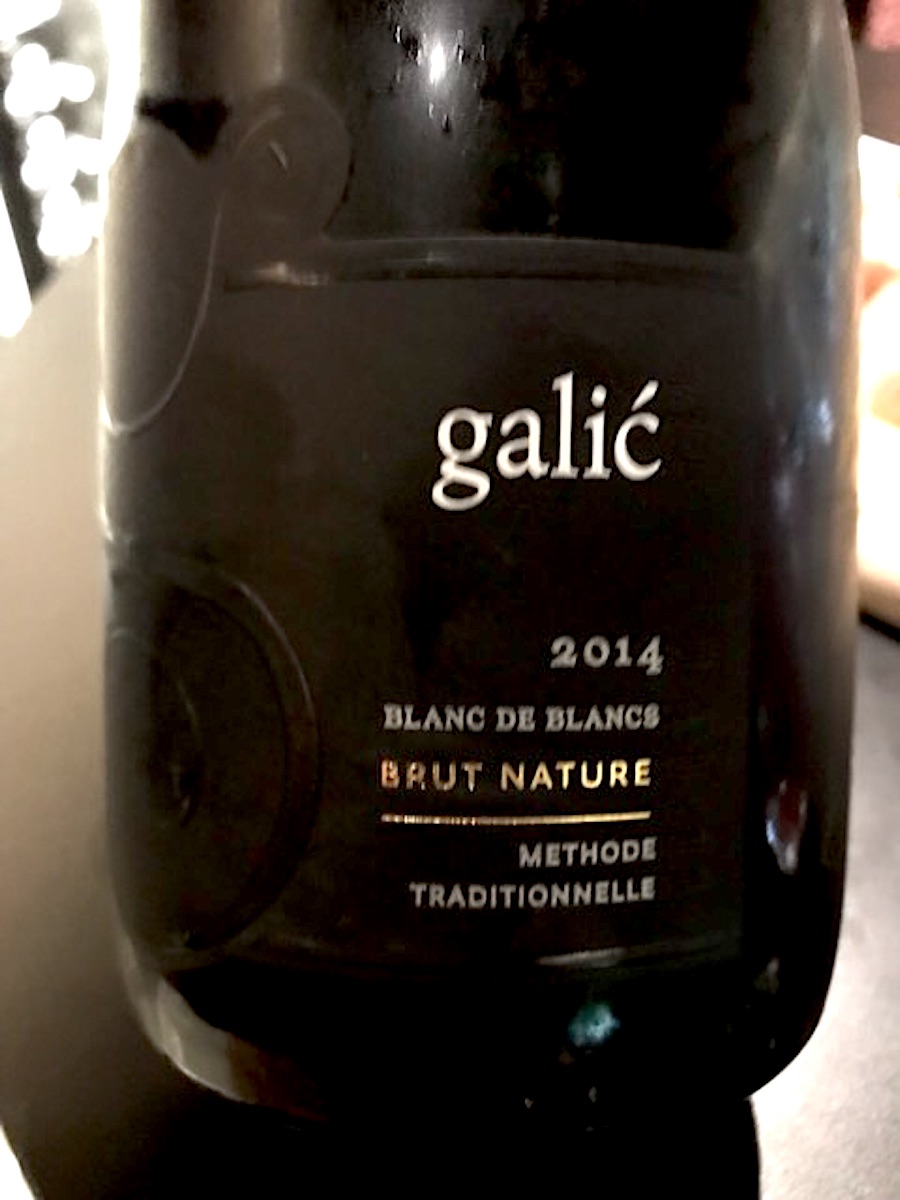 galić
2014
BLANC DE BLANCS
BRUT NATURE
METHODE
TRADITIONNELLE